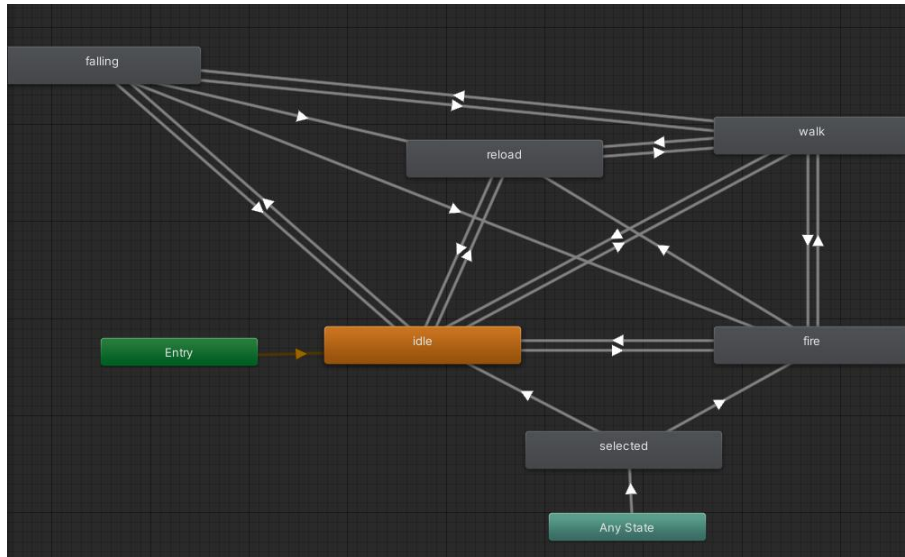 falling
walk
reload
idle
fire
Entry
selected
Any State